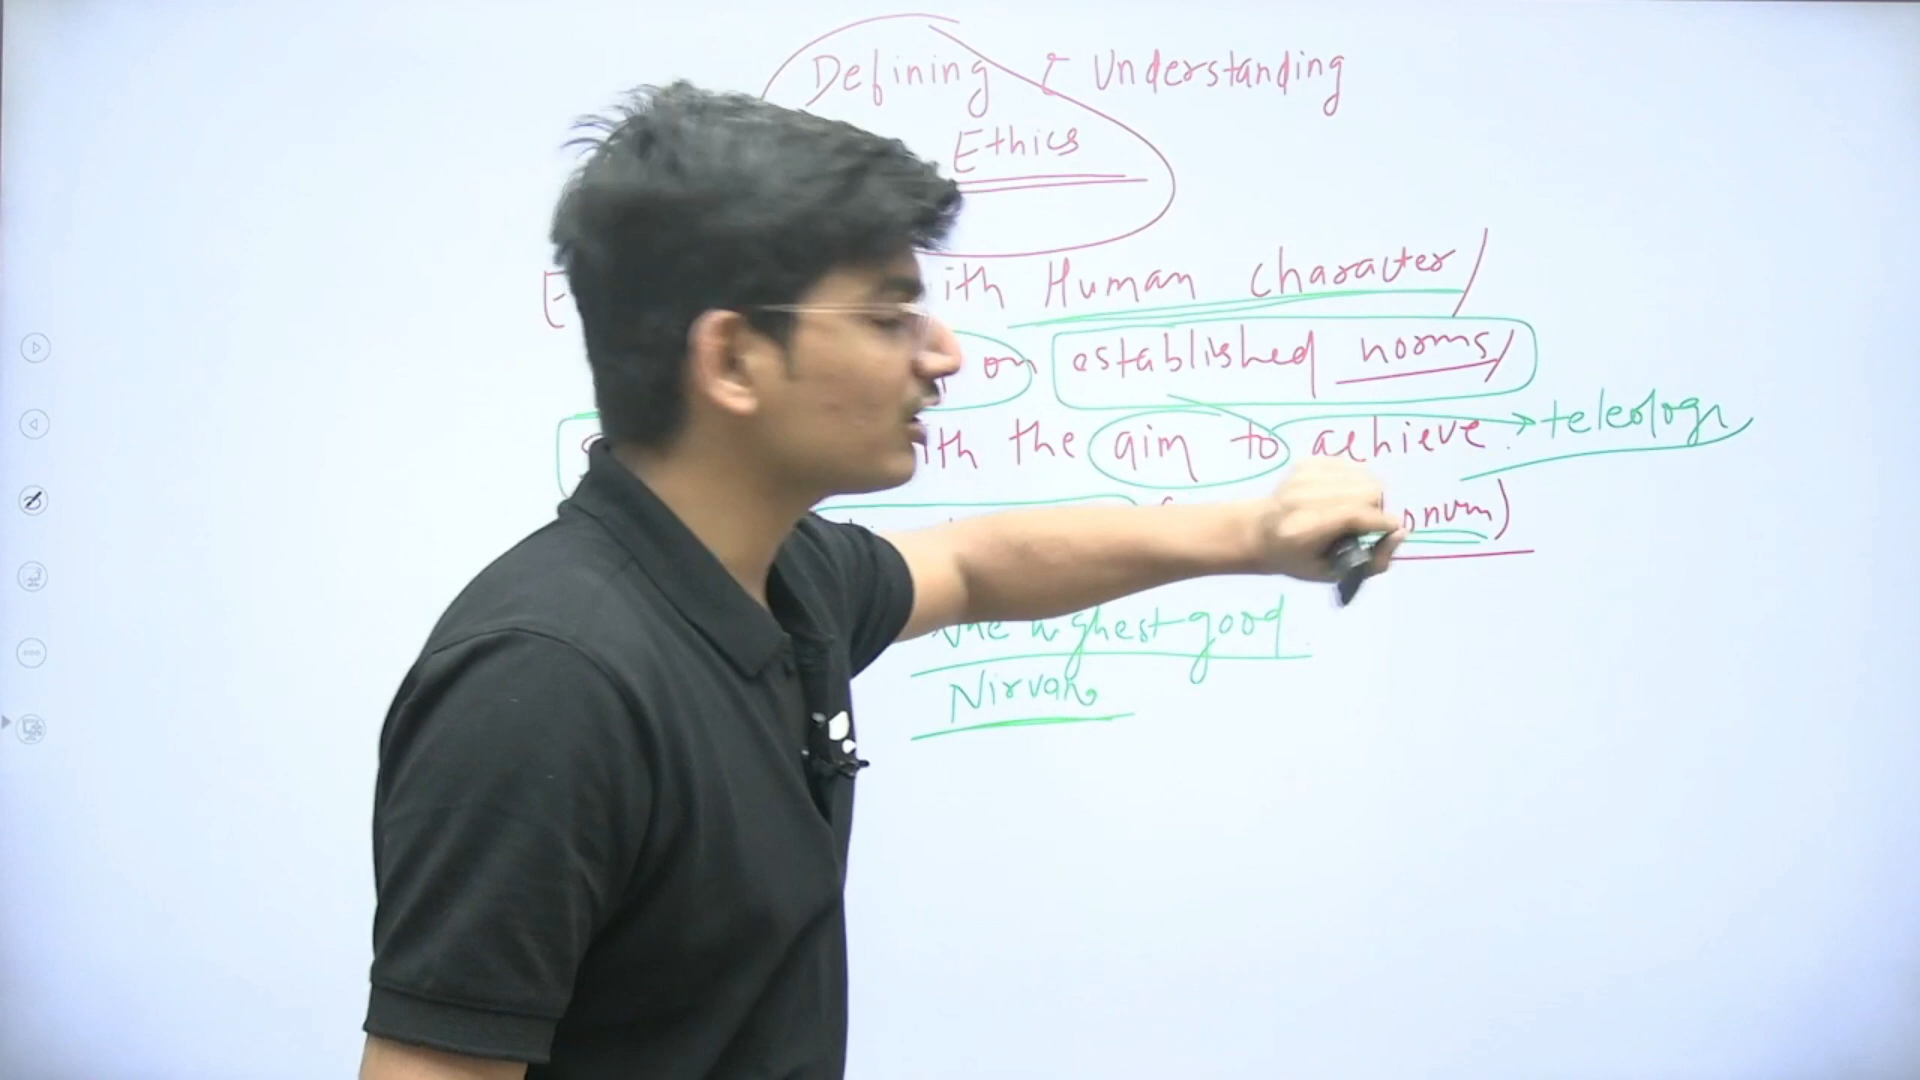 Defining & Understanding
Ethics
ith Human character/
on established norms/
ith the aim to achieve. → teleology
onum)
the highest good
Nirvan